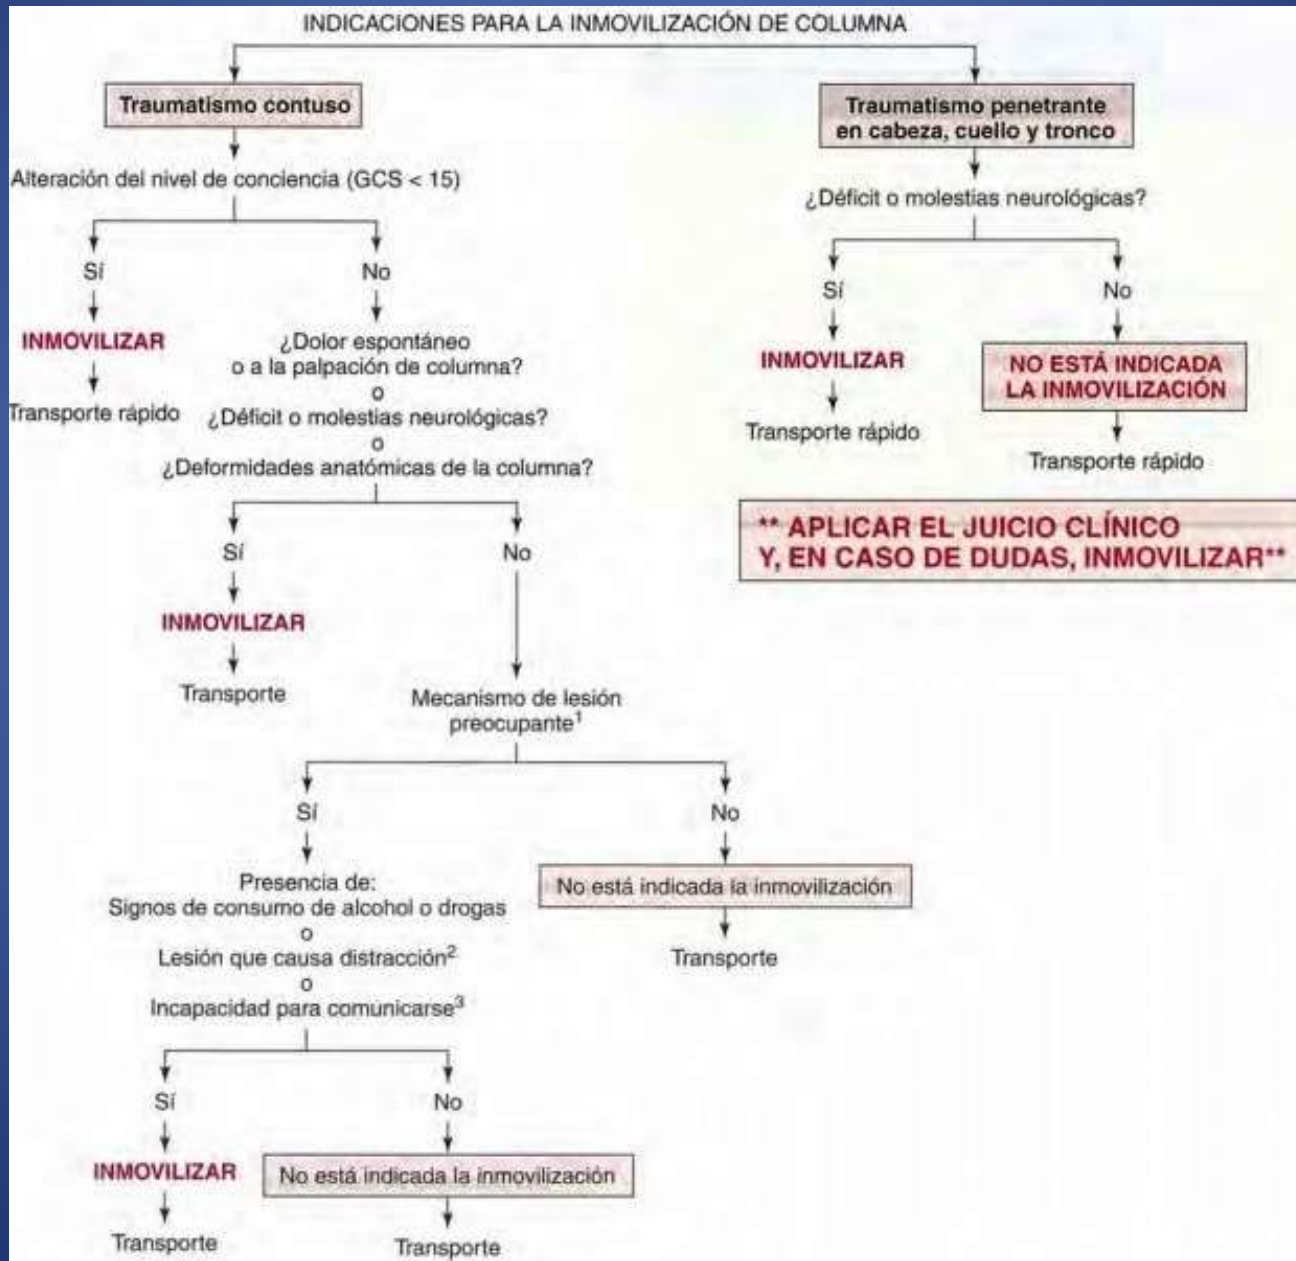 INDICACIONES PARA LA INMOVILIZACIÓN DE COLUMNA
Traumatismo contuso
Alteración del nivel de conciencia (GCS < 15)
Sí
No
INMOVILIZAR
Transporte rápido
¿Dolor espontáneo
o a la palpación de columna?
o
¿Déficit o molestias neurológicas?
o
¿Deformidades anatómicas de la columna?
Sí
No
INMOVILIZAR
Transporte
Mecanismo de lesión
preocupante¹
Sí
No
Presencia de:
Signos de consumo de alcohol o drogas
o
Lesión que causa distracción²
o
Incapacidad para comunicarse³
No está indicada la inmovilización
Transporte
Sí
No
INMOVILIZAR
No está indicada la inmovilización
Transporte
Transporte
Traumatismo penetrante
en cabeza, cuello y tronco
¿Déficit o molestias neurológicas?
Sí
No
INMOVILIZAR
NO ESTÁ INDICADA
LA INMOVILIZACIÓN
Transporte rápido
Transporte rápido
** APLICAR EL JUICIO CLÍNICO
Y, EN CASO DE DUDAS, INMOVILIZAR**